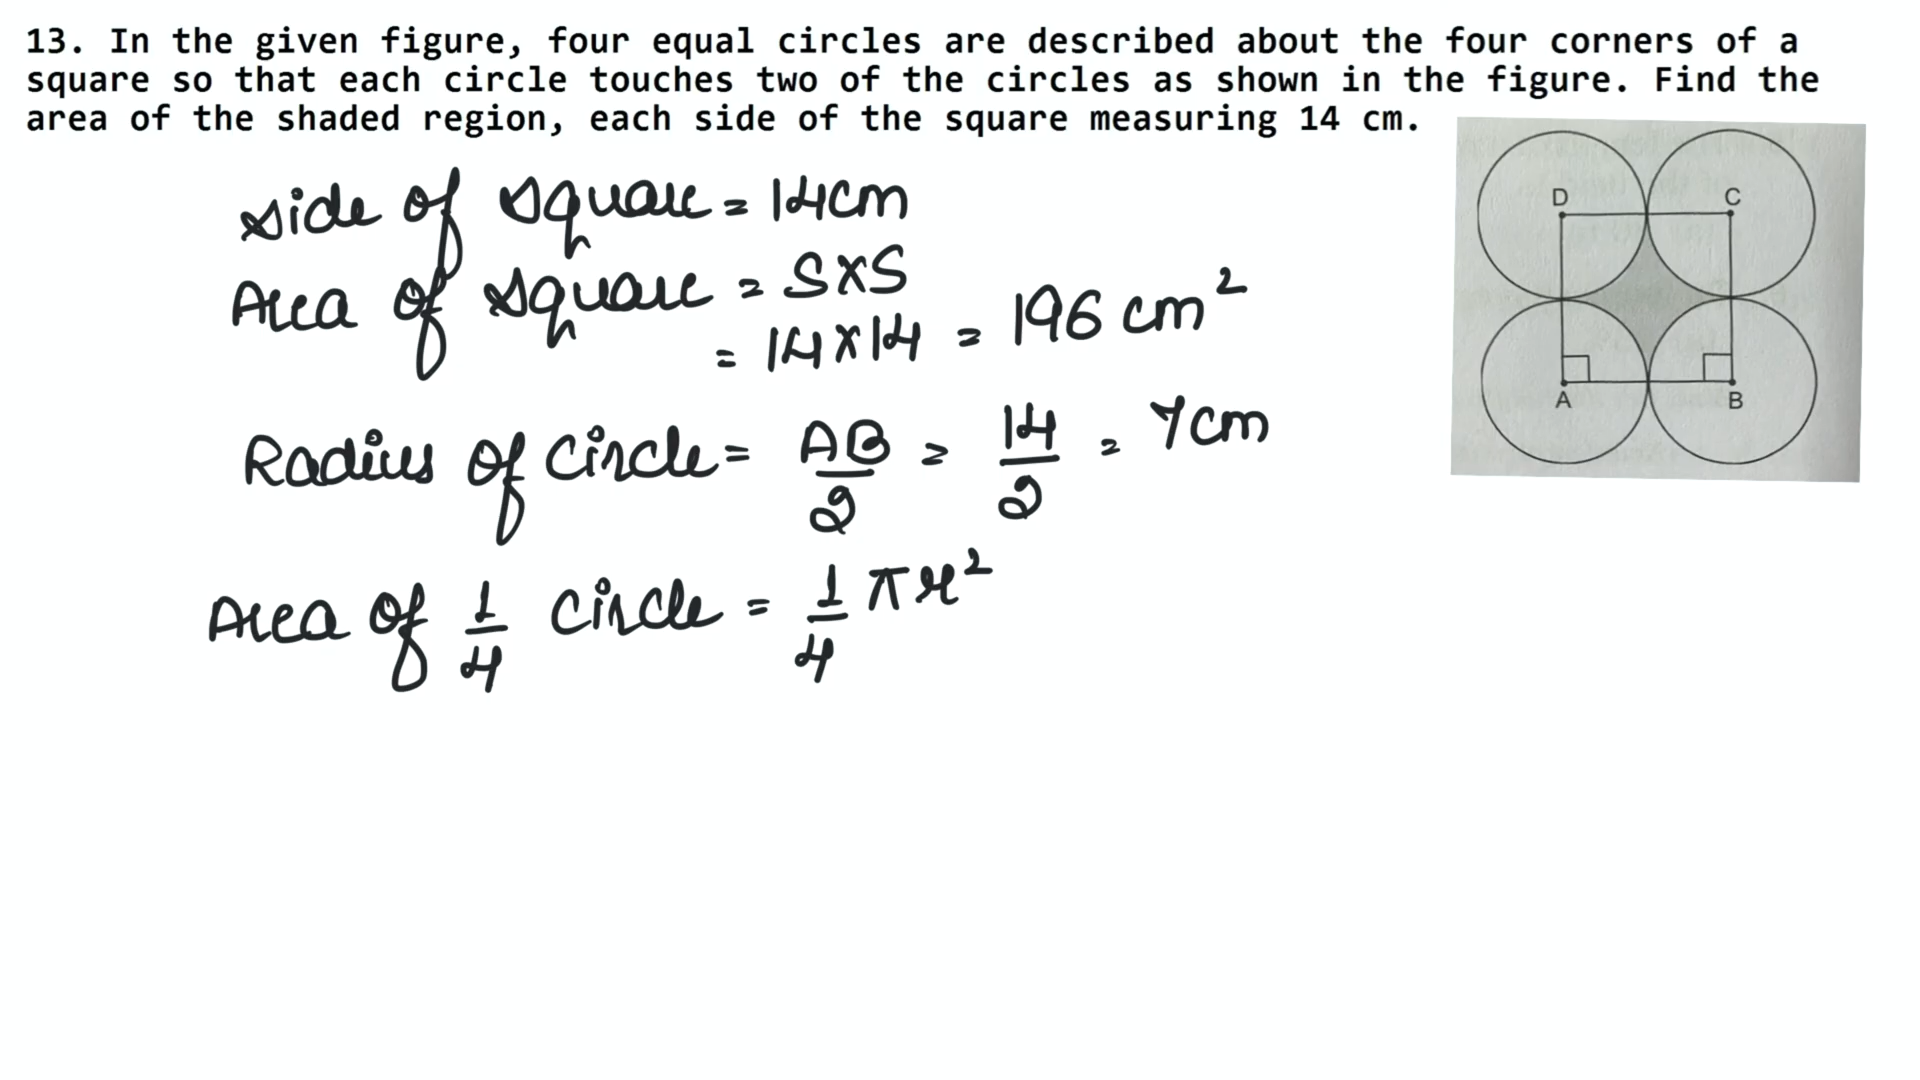 13. In the given figure, four equal circles are described about the four corners of a
square so that each circle touches two of the circles as shown in the figure. Find the
area of the shaded region, each side of the square measuring 14 cm.
D C
A B
side of square = 14cm
Area of square = S×S
= 14×14 = 196 cm²
Radius of circle = AB/2 = 14/2 = 7cm
Area of 1/4 circle = 1/4 πr²